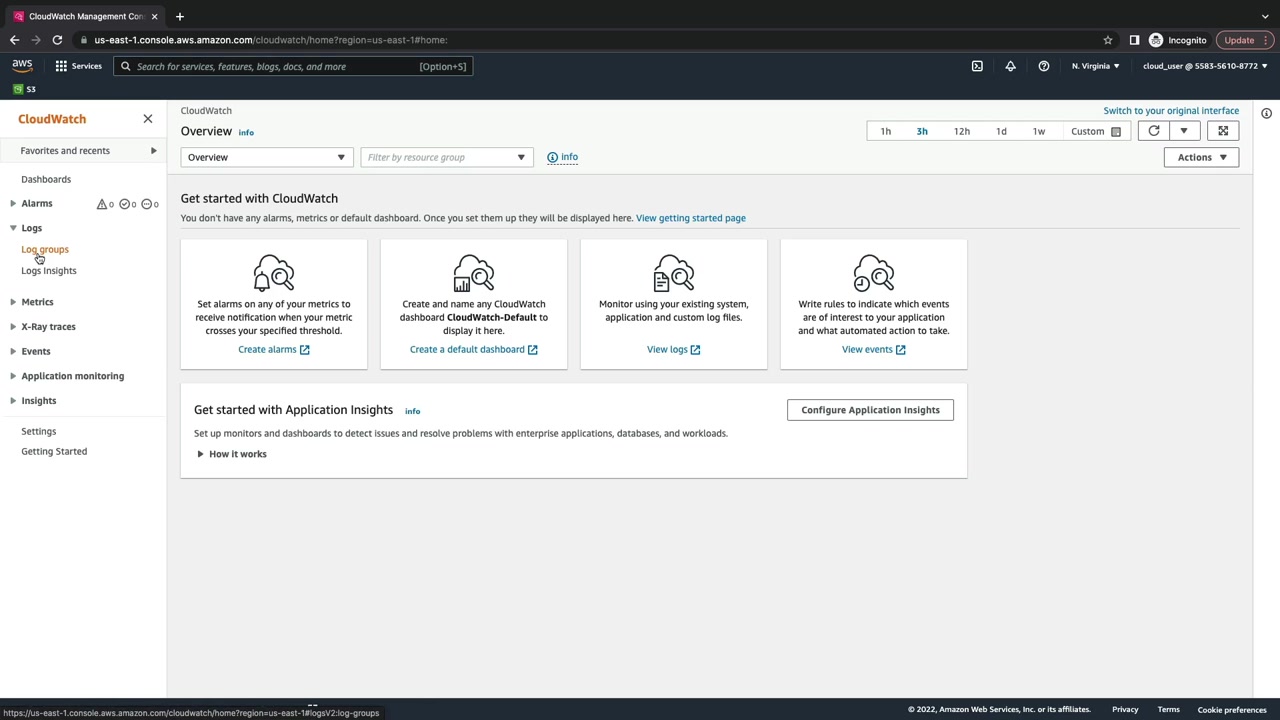 CloudWatch Management Con
us-east-1.console.aws.amazon.com/cloudwatch/home?region=us-east-1#home:
Incognito
Update
aws
Services
Search for services, features, blogs, docs, and more
[Option+S]
N. Virginia
cloud_user @ 5583-5610-8772
S3
CloudWatch
Favorites and recents
Dashboards
Alarms
0
0
0
Logs
Log groups
Logs Insights
Metrics
X-Ray traces
Events
Application monitoring
Insights
Settings
Getting Started
CloudWatch
Switch to your original interface
Overview
info
1h
3h
12h
1d
1w
Custom
Overview
Filter by resource group
info
Actions
Get started with CloudWatch
You don't have any alarms, metrics or default dashboard. Once you set them up they will be displayed here. View getting started page
Set alarms on any of your metrics to
receive notification when your metric
crosses your specified threshold.
Create alarms
Create and name any CloudWatch
dashboard CloudWatch-Default to
display it here.
Create a default dashboard
Monitor using your existing system,
application and custom log files.
View logs
Write rules to indicate which events
are of interest to your application
and what automated action to take.
View events
Get started with Application Insights
info
Configure Application Insights
Set up monitors and dashboards to detect issues and resolve problems with enterprise applications, databases, and workloads.
How it works
https://us-east-1.console.aws.amazon.com/cloudwatch/home?region=us-east-1#logsV2:log-groups
© 2022, Amazon Web Services, Inc. or its affiliates.
Privacy
Terms
Cookie preferences